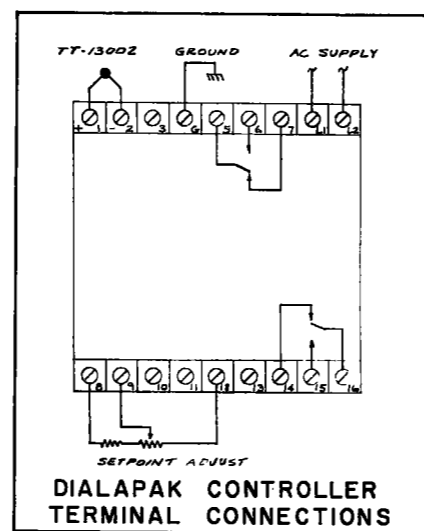 TT-13002 GROUND AC SUPPLY
+ 1 - 2 3 G 5 6 7 L1 L2
8 9 10 11 12 13 14 15 16
SETPOINT ADJUST
DIALAPAK CONTROLLER
TERMINAL CONNECTIONS